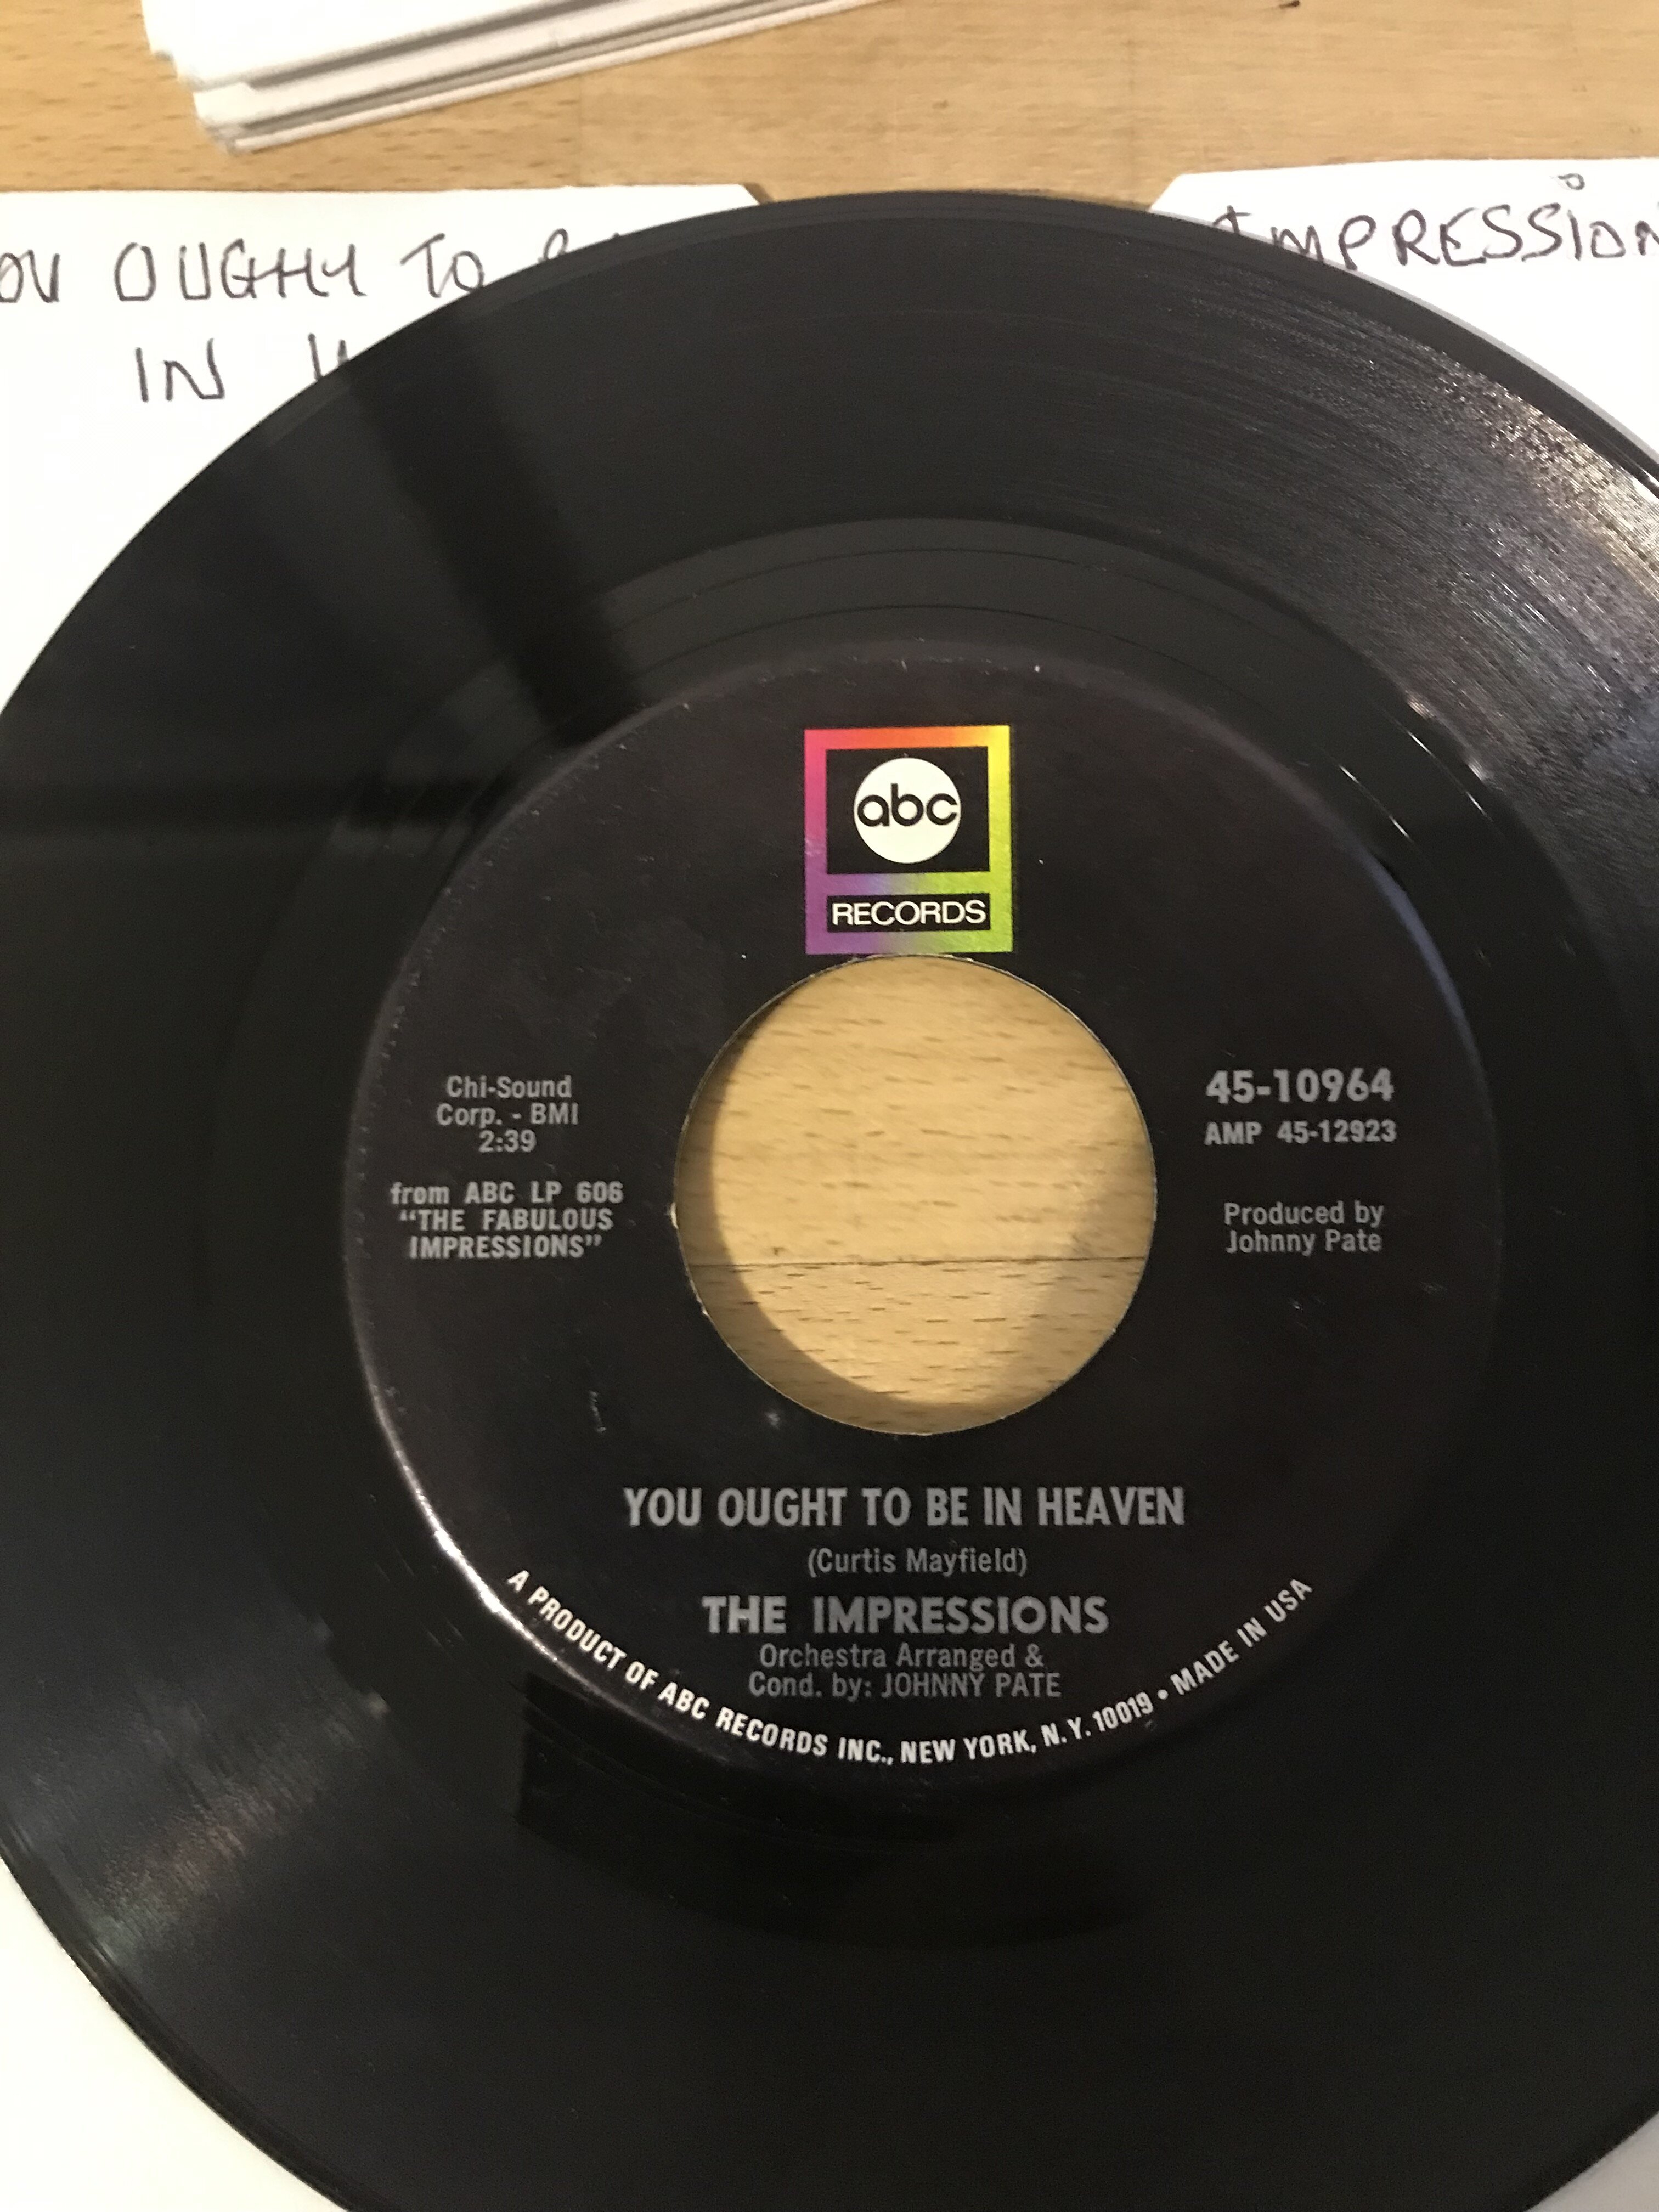 OUGHT TO
IN
IMPRESSION
abc
RECORDS
Chi-Sound
Corp. - BMI
2:39
from ABC LP 606
“THE FABULOUS
IMPRESSIONS”
45-10964
AMP 45-12923
Produced by
Johnny Pate
YOU OUGHT TO BE IN HEAVEN
(Curtis Mayfield)
THE IMPRESSIONS
Orchestra Arranged &
Cond. by: JOHNNY PATE
A PRODUCT OF ABC RECORDS INC., NEW YORK, N.Y. 10019 • MADE IN USA